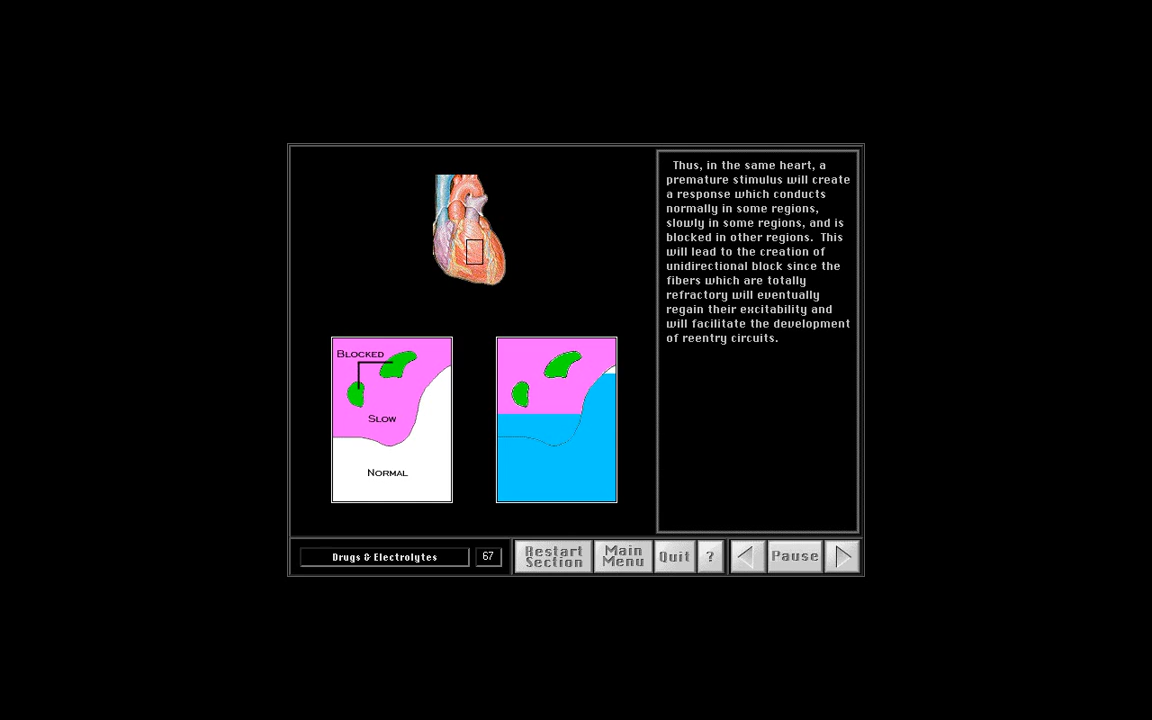 Thus, in the same heart, a
premature stimulus will create
a response which conducts
normally in some regions,
slowly in some regions, and is
blocked in other regions. This
will lead to the creation of
unidirectional block since the
fibers which are totally
refractory will eventually
regain their excitability and
will facilitate the development
of reentry circuits.
Blocked
Slow
Normal
Drugs & Electrolytes
67
Restart
Section
Main
Menu
Quit
?
Pause